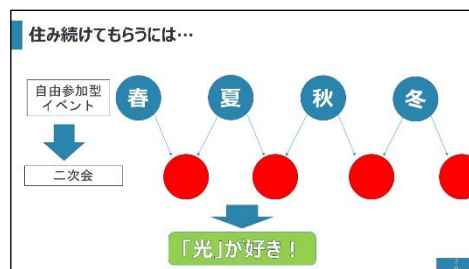 住み続けてもらうには…
自由参加型
イベント
春 夏 秋 冬
二次会
「光」が好き！